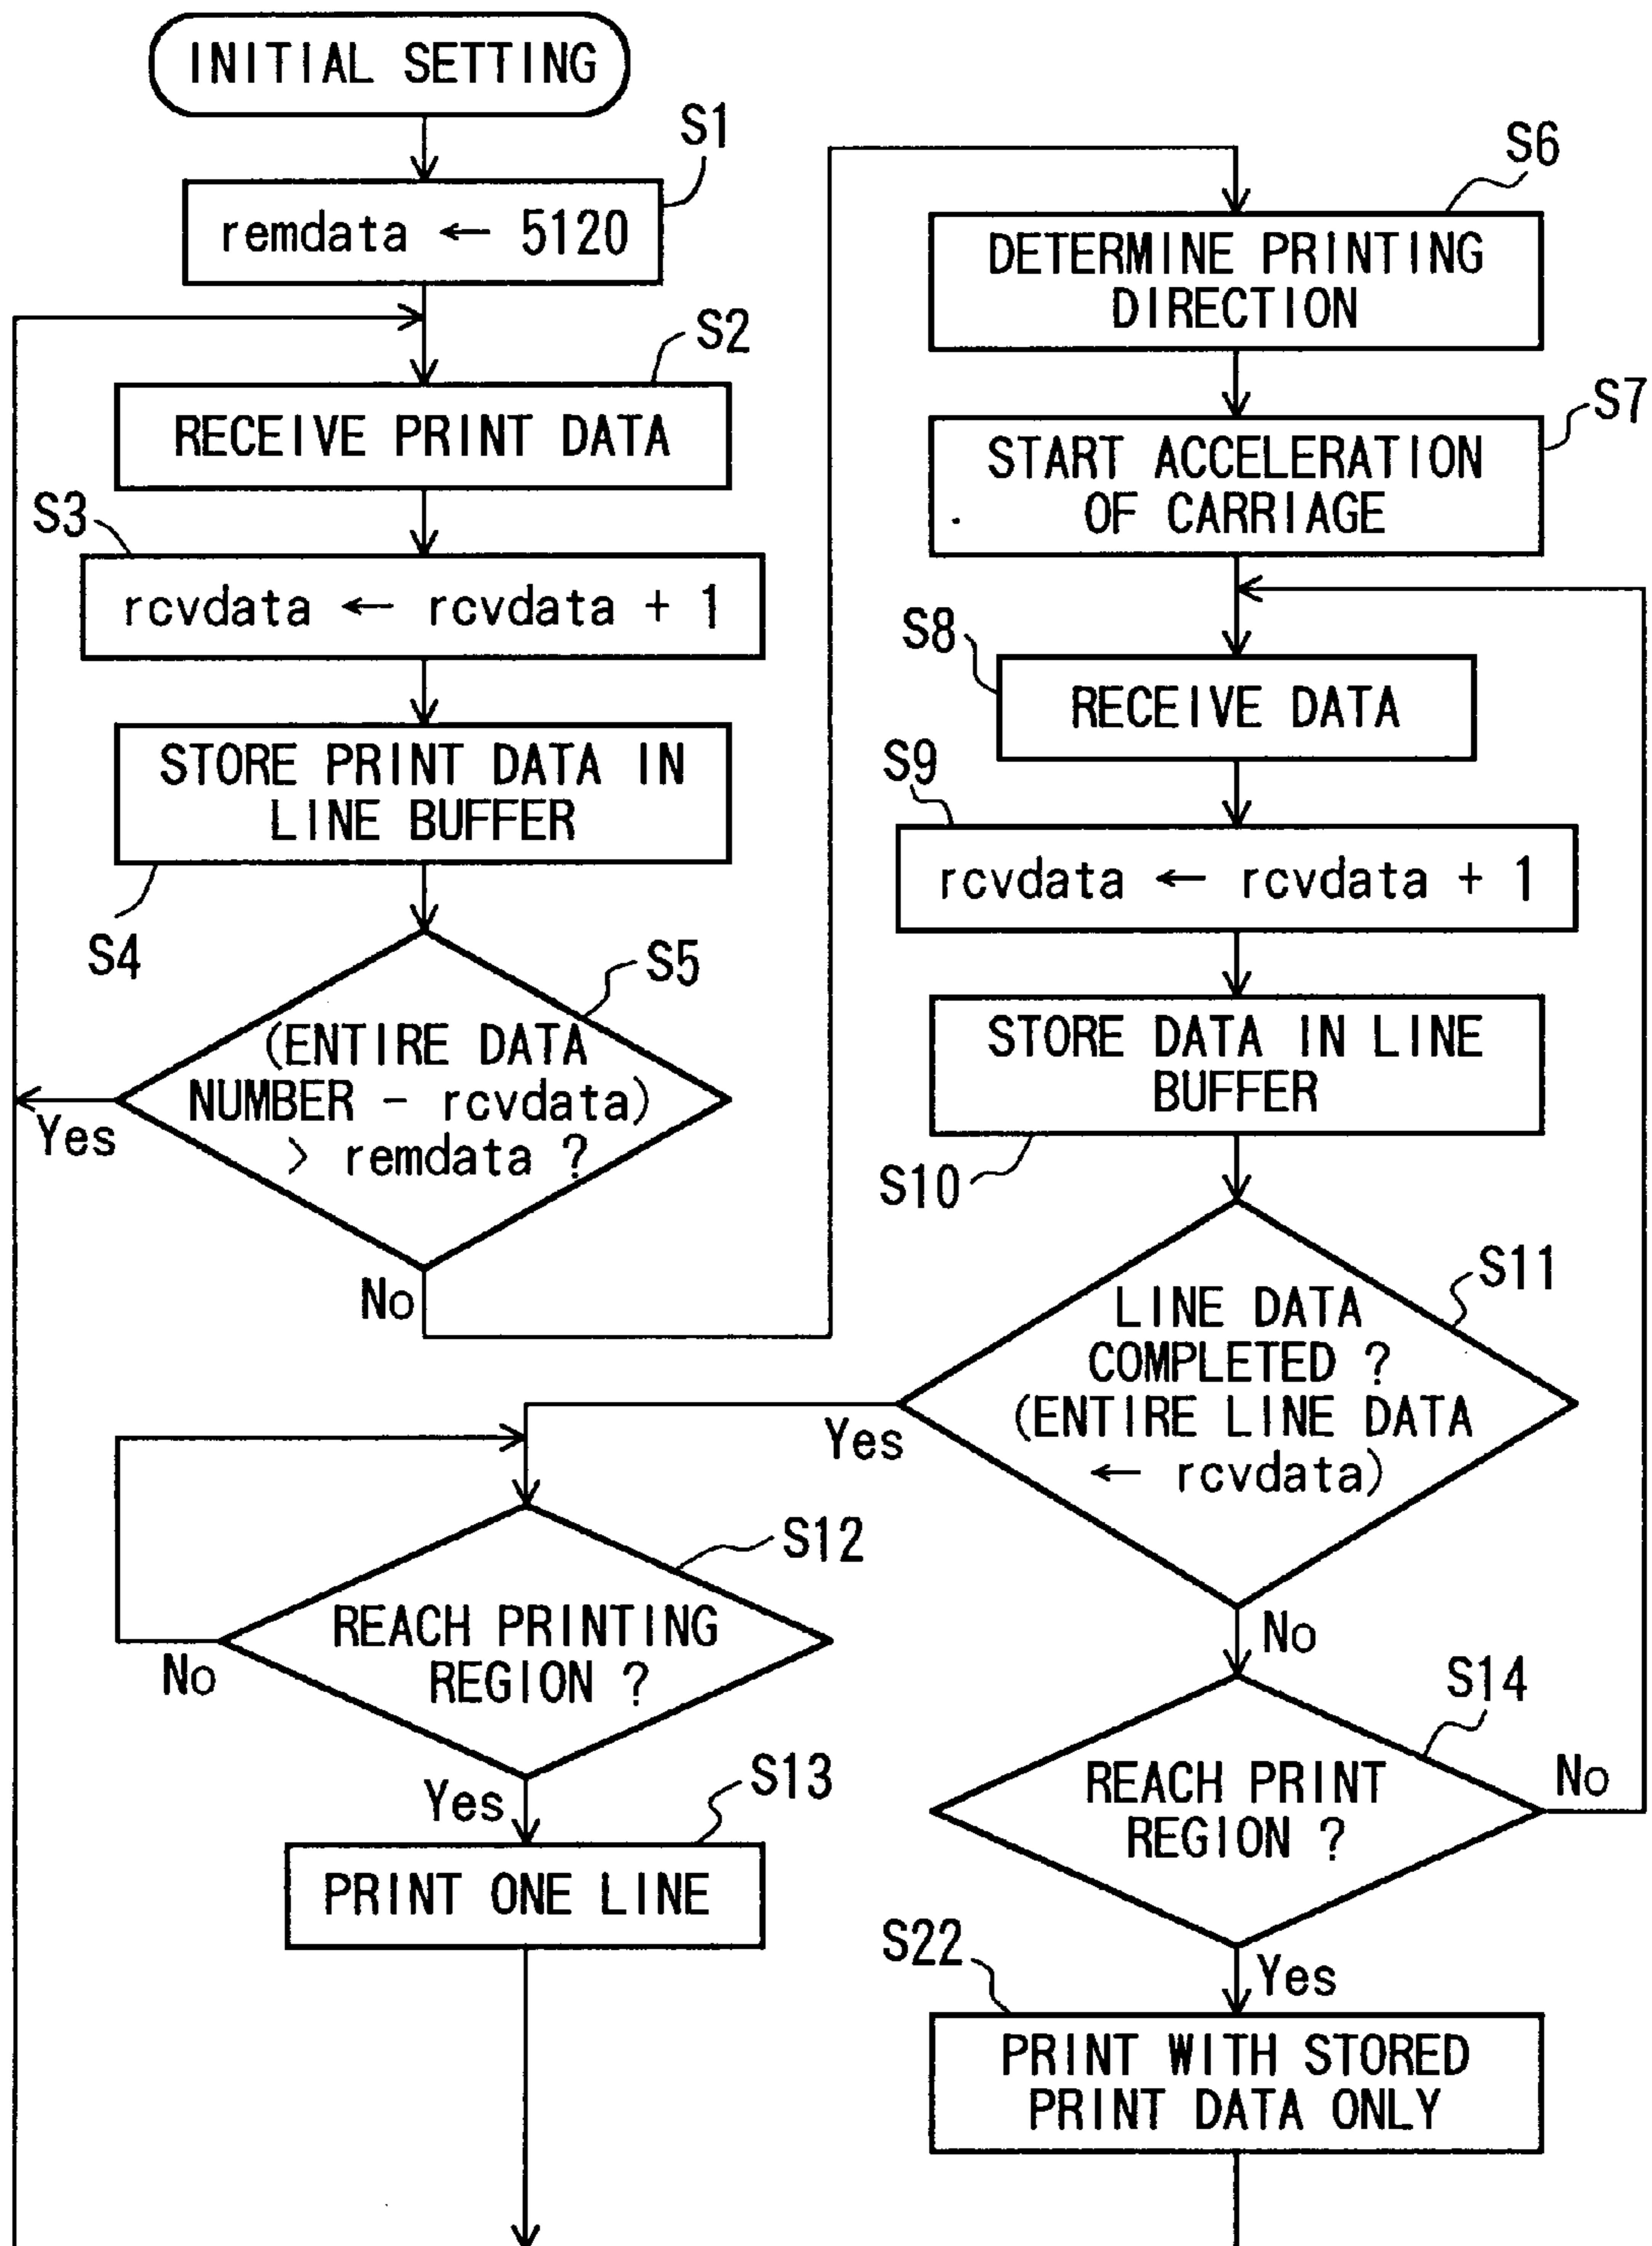 INITIAL SETTING
S1
remdata ← 5120
S2
RECEIVE PRINT DATA
S3
rcvdata ← rcvdata + 1
STORE PRINT DATA IN
LINE BUFFER
S4
S5
(ENTIRE DATA
NUMBER - rcvdata)
> remdata ?
Yes
No
S6
DETERMINE PRINTING
DIRECTION
S7
START ACCELERATION
OF CARRIAGE
S8
RECEIVE DATA
S9
rcvdata ← rcvdata + 1
STORE DATA IN LINE
BUFFER
S10
S11
LINE DATA
COMPLETED ?
(ENTIRE LINE DATA
← rcvdata)
Yes
No
S12
REACH PRINTING
REGION ?
No
Yes
S13
PRINT ONE LINE
S14
REACH PRINT
REGION ?
No
Yes
S22
PRINT WITH STORED
PRINT DATA ONLY